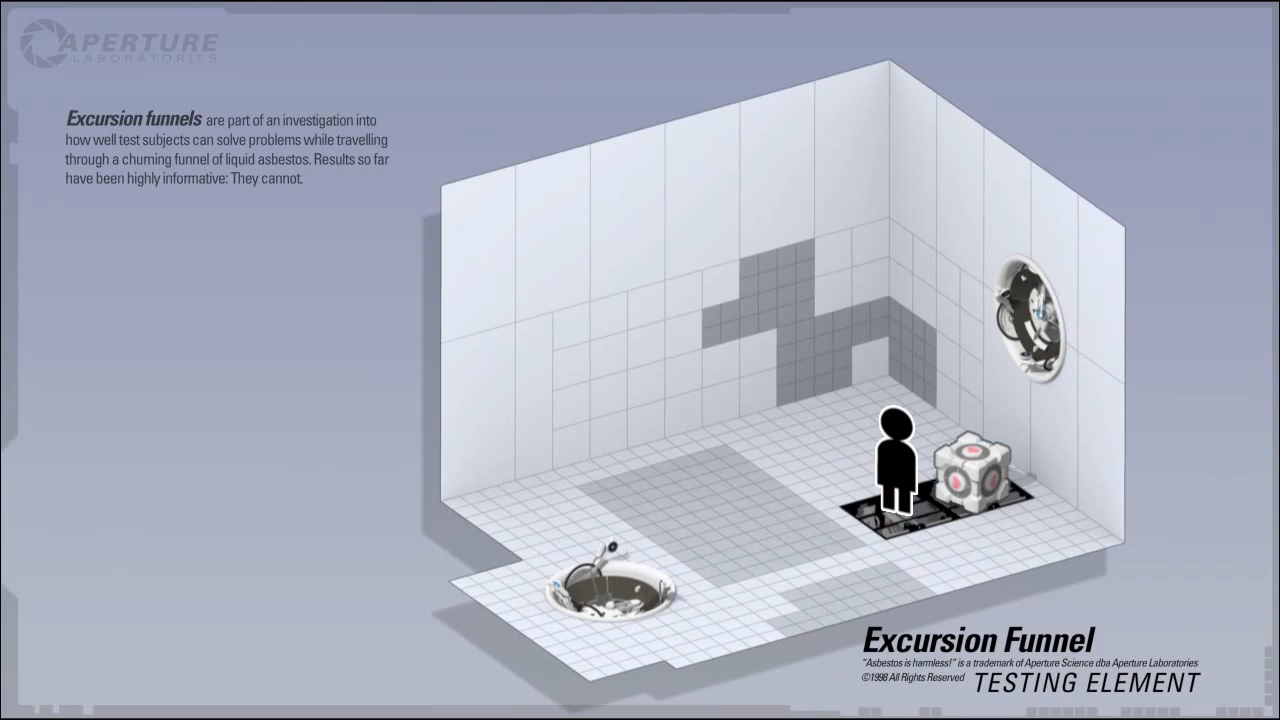 APERTURE
LABORATORIES
Excursion funnels are part of an investigation into
how well test subjects can solve problems while travelling
through a churning funnel of liquid asbestos. Results so far
have been highly informative: They cannot.
Excursion Funnel
“Asbestos is harmless!” is a trademark of Aperture Science dba Aperture Laboratories
©1998 All Rights Reserved TESTING ELEMENT